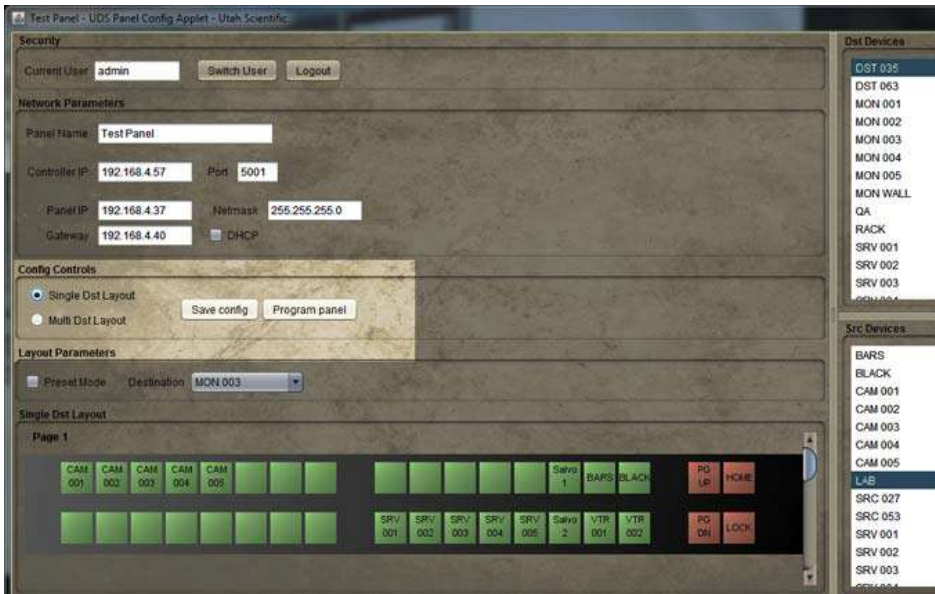 Test Panel - UDS Panel Config Applet - Utah Scientific
Security
Current User admin Switch User Logout
Network Parameters
Panel Name Test Panel
Controller IP 192.168.4.57 Port 5001
Panel IP 192.168.4.37 Netmask 255.255.255.0
Gateway 192.168.4.40 DHCP
Config Controls
Single Dst Layout
Multi Dst Layout
Save config Program panel
Layout Parameters
Preset Mode Destination MON 003
Single Dst Layout
Page 1
CAM 001 CAM 002 CAM 003 CAM 004 CAM 005 Salvo 1 BARS BLACK PG UP HOME
SRV 001 SRV 002 SRV 003 SRV 004 SRV 005 Salvo 2 VTR 001 VTR 002 PG DN LOCK
Dst Devices
DST 035
DST 063
MON 001
MON 002
MON 003
MON 004
MON 005
MON WALL
QA
RACK
SRV 001
SRV 002
SRV 003
Src Devices
BARS
BLACK
CAM 001
CAM 002
CAM 003
CAM 004
CAM 005
LAB
SRC 027
SRC 053
SRV 001
SRV 002
SRV 003